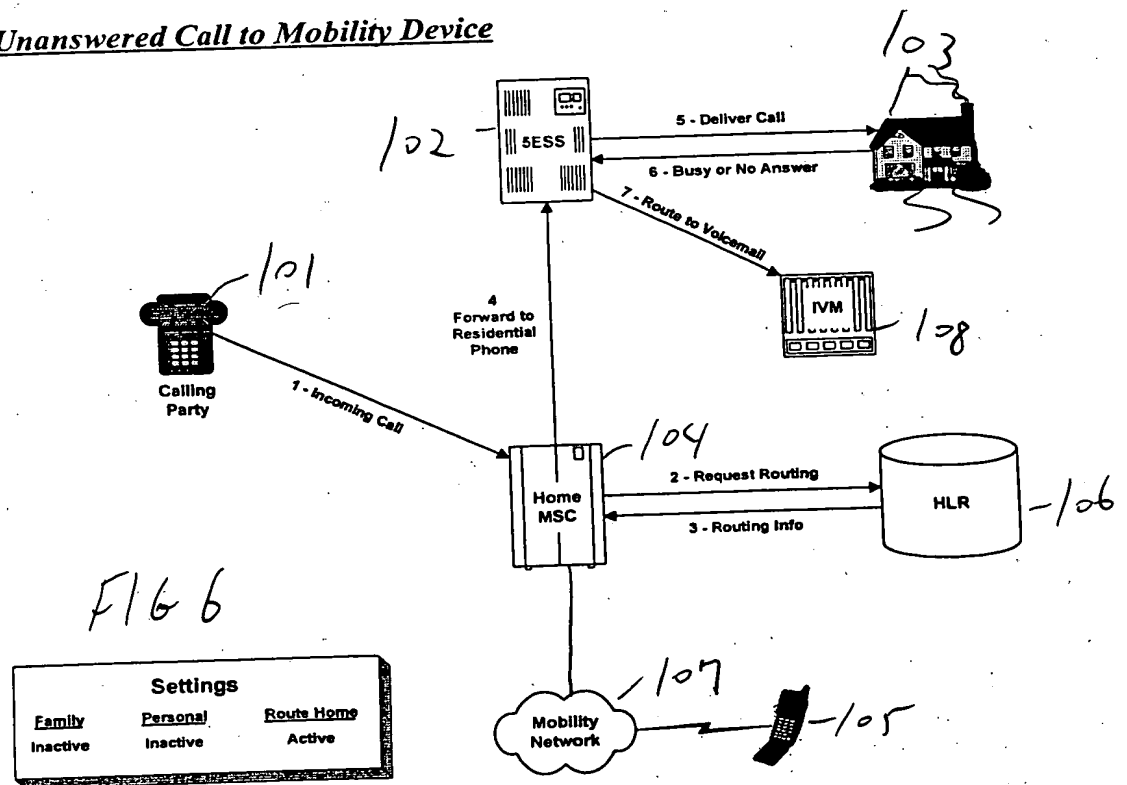 Unanswered Call to Mobility Device
103
102
5ESS
5 - Deliver Call
6 - Busy or No Answer
7 - Route to Voicemail
101
Calling
Party
4
Forward to
Residential
Phone
IVM
108
1 - Incoming Call
104
Home
MSC
2 - Request Routing
3 - Routing Info
HLR
106
FIG 6
Settings
Family Personal Route Home
Inactive Inactive Active
107
Mobility
Network
105